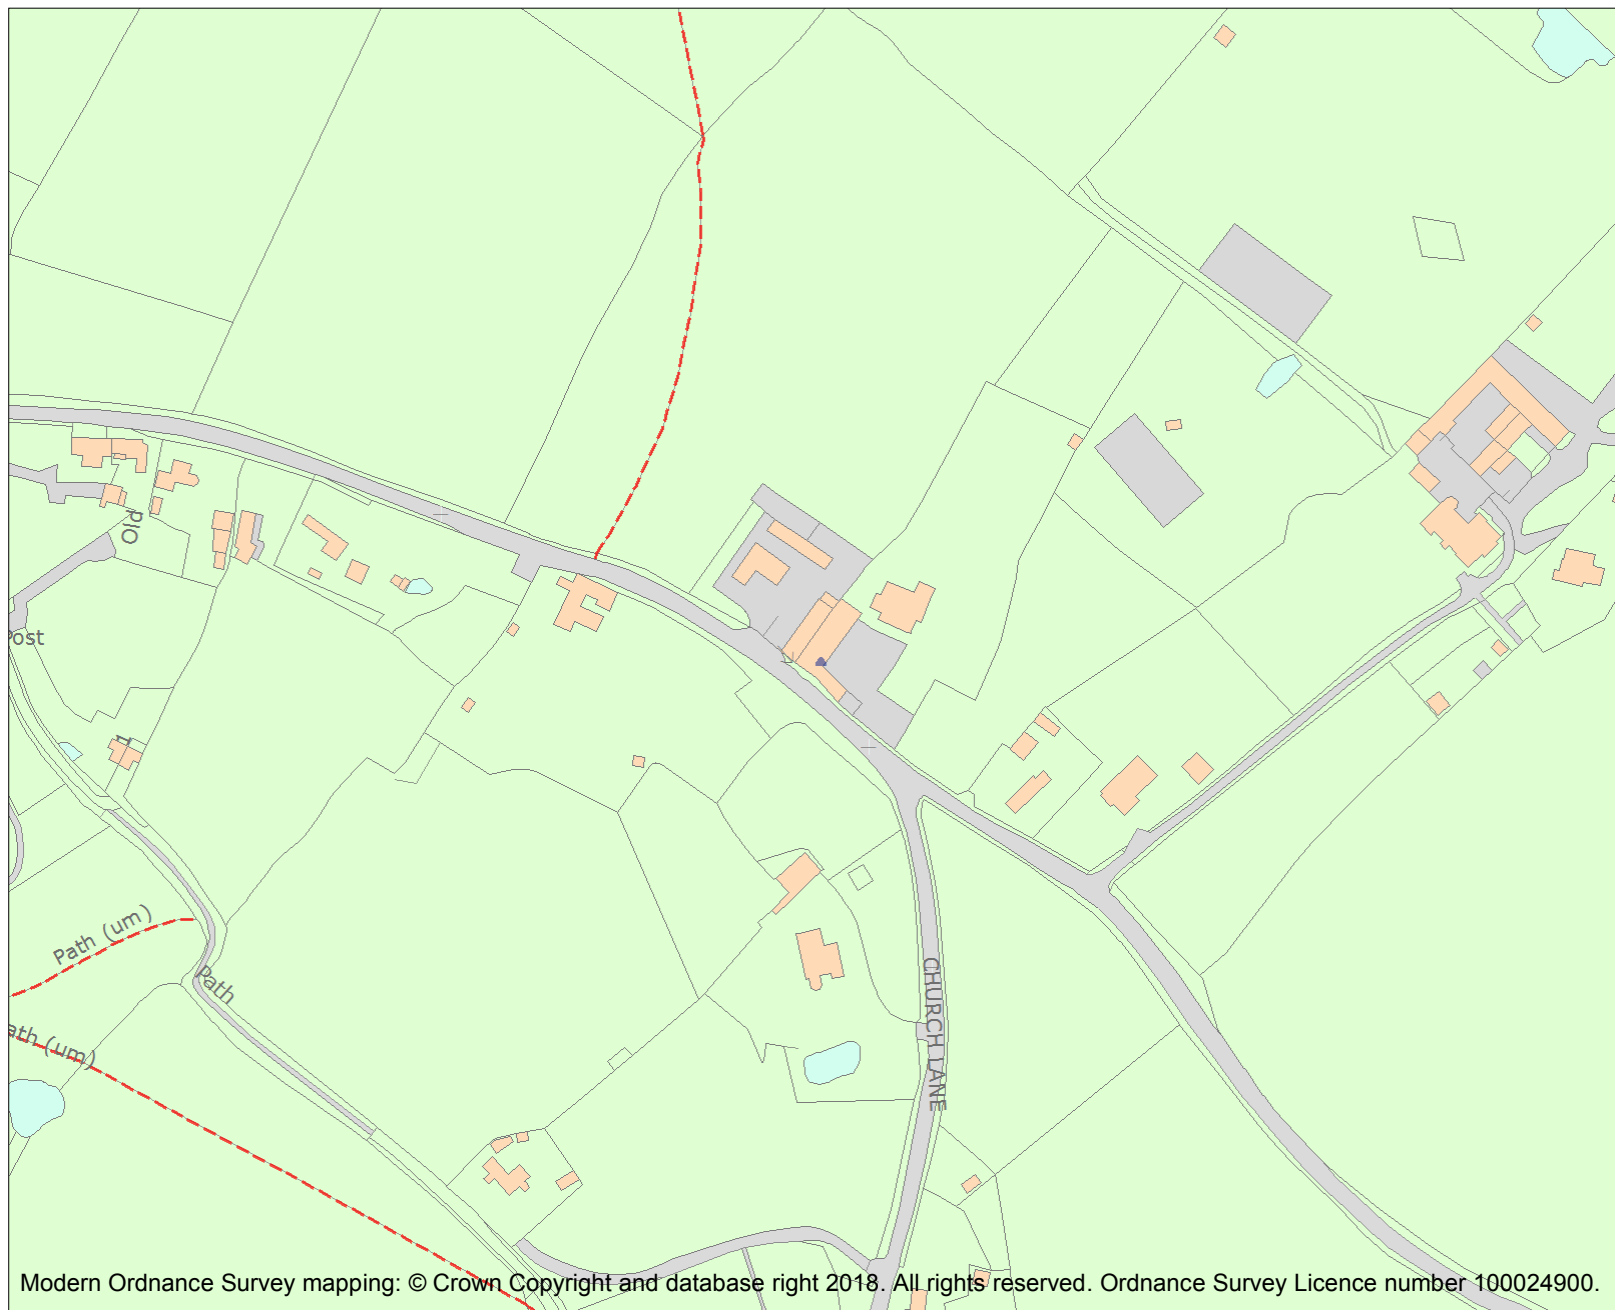 Old
Post
1
Path (um)
Path
ath (um)
CHURCH LANE
Modern Ordnance Survey mapping: © Crown Copyright and database right 2018. All rights reserved. Ordnance Survey Licence number 100024900.